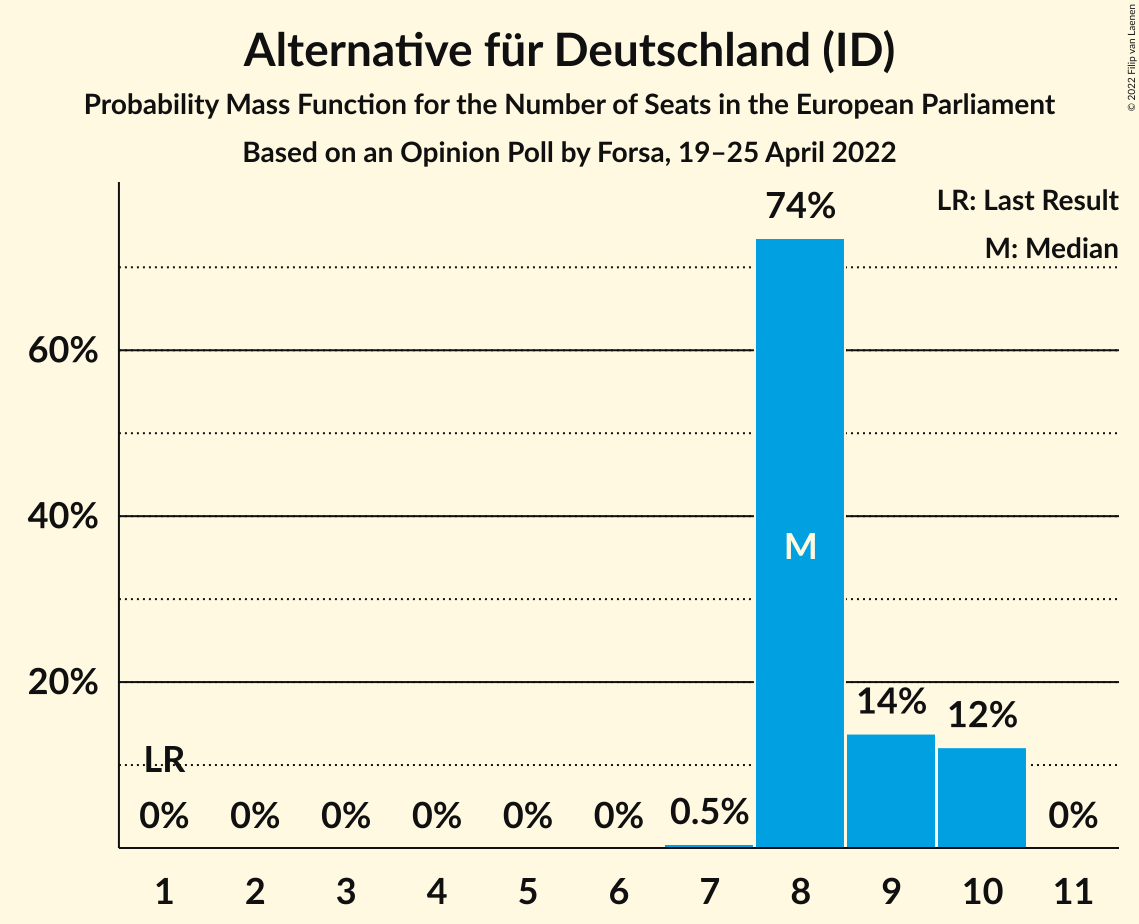 Alternative für Deutschland (ID)
Probability Mass Function for the Number of Seats in the European Parliament
Based on an Opinion Poll by Forsa, 19–25 April 2022
© 2022 Filip van Laenen
LR: Last Result
M: Median
60%
40%
20%
LR
0%
0%
0%
0%
0%
0%
0.5%
74%
M
14%
12%
0%
1 2 3 4 5 6 7 8 9 10 11